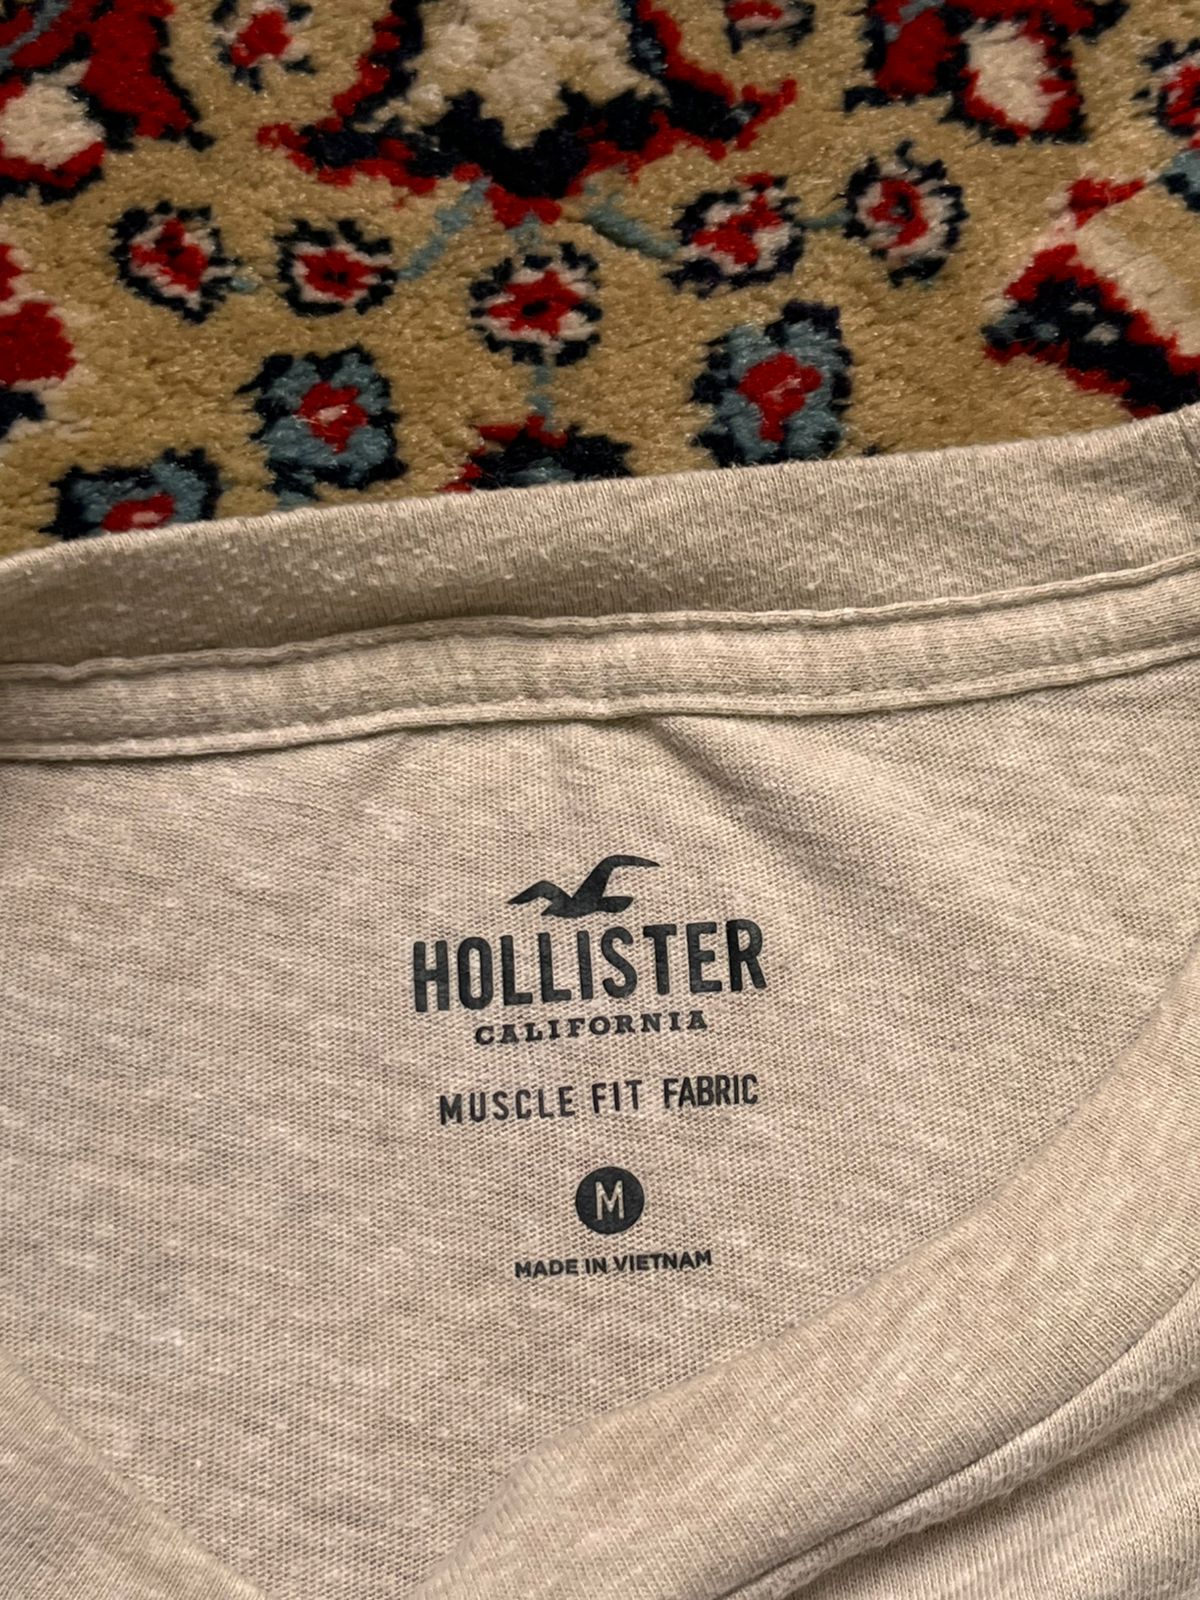 HOLLISTER
CALIFORNIA
MUSCLE FIT FABRIC
M
MADE IN VIETNAM